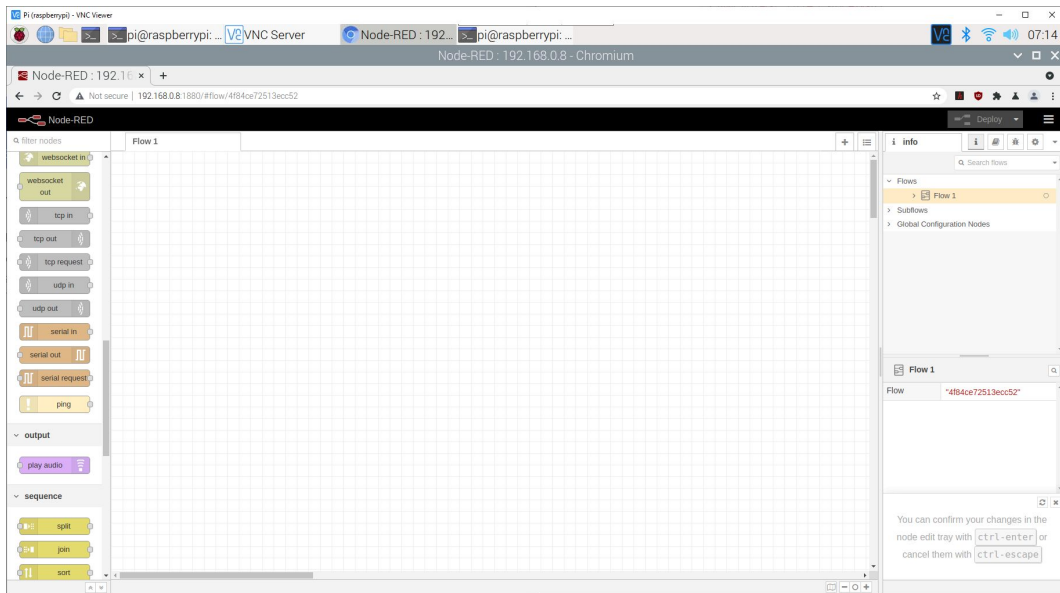 Pi (raspberrypi) - VNC Viewer
pi@raspberrypi: ...
VNC Server
Node-RED : 192...
pi@raspberrypi: ...
07:14
Node-RED : 192.168.0.8 - Chromium
Node-RED : 192.16
Not secure | 192.168.0.8:1880/#flow/4f84ce72513ecc52
Node-RED
Deploy
filter nodes
Flow 1
info
Search flows
websocket in
websocket
out
tcp in
tcp out
tcp request
udp in
udp out
serial in
serial out
serial request
ping
output
play audio
sequence
split
join
sort
Flows
Flow 1
Subflows
Global Configuration Nodes
Flow 1
Flow "4f84ce72513ecc52"
You can confirm your changes in the
node edit tray with ctrl-enter or
cancel them with ctrl-escape